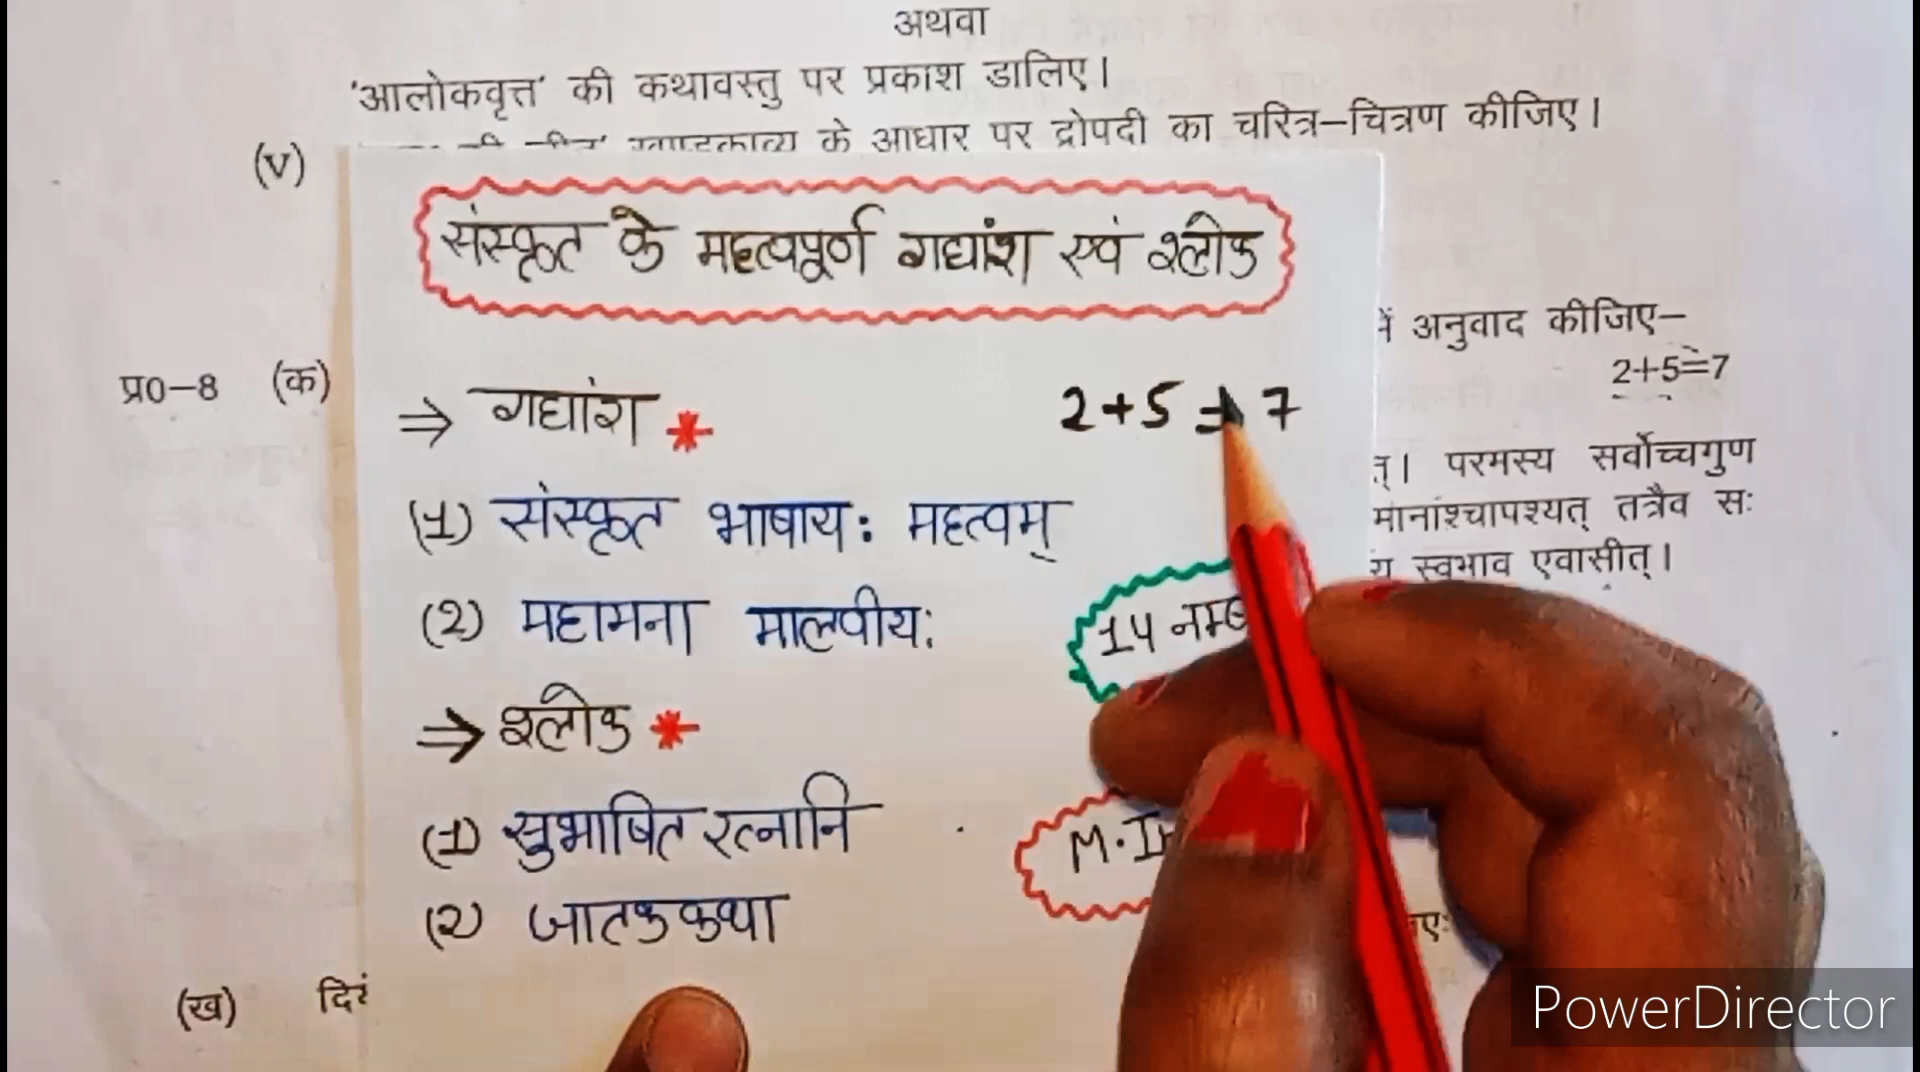 अथवा
'आलोकवृत्त' की कथावस्तु पर प्रकाश डालिए।
(v) खण्डकाव्य के आधार पर द्रोपदी का चरित्र-चित्रण कीजिए।
संस्कृत के महत्वपूर्ण गद्यांश एवं श्लोक
में अनुवाद कीजिए–
2+5=7
प्र0–8 (क)
⇒ गद्यांश * 2+5 = 7
(1) संस्कृत भाषाय: महत्वम्
(2) महामना मालवीय:
14 नम्ब
⇒ श्लोक *
(1) सुभाषित रत्नानि
M. I
(2) जातक कथा
त्। परमस्य सर्वोच्चगुण
मानांश्चापश्यत् तत्रैव सः
य स्वभाव एवासीत्।
(ख)
PowerDirector